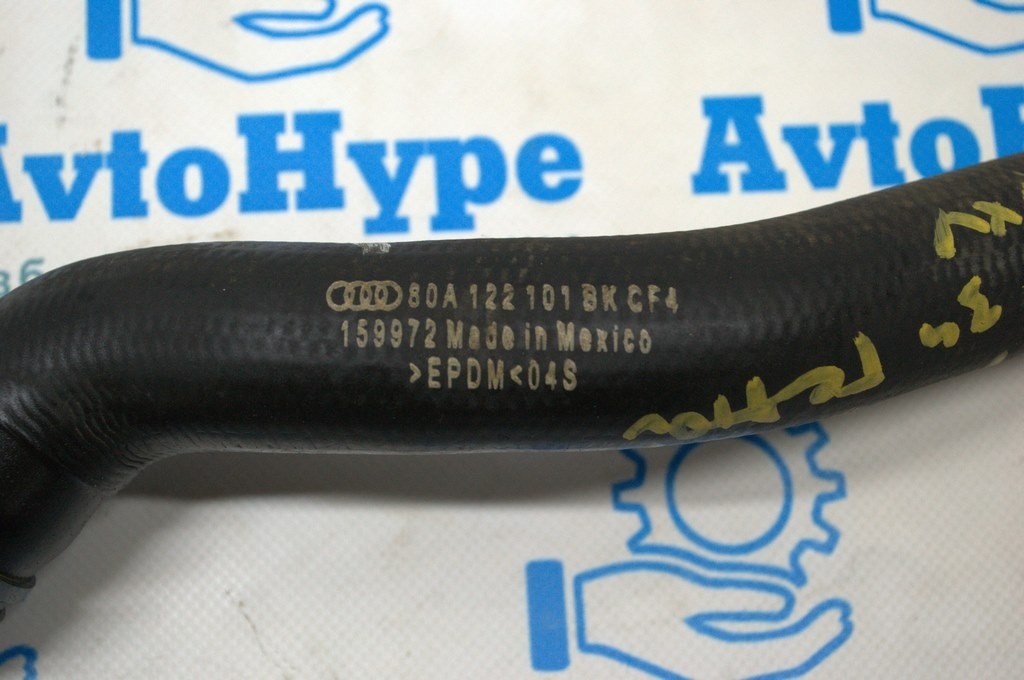 AvtoHype
AvtoH
80A 122 101 BK CF4
159972 Made in Mexico
>EPDM<04S